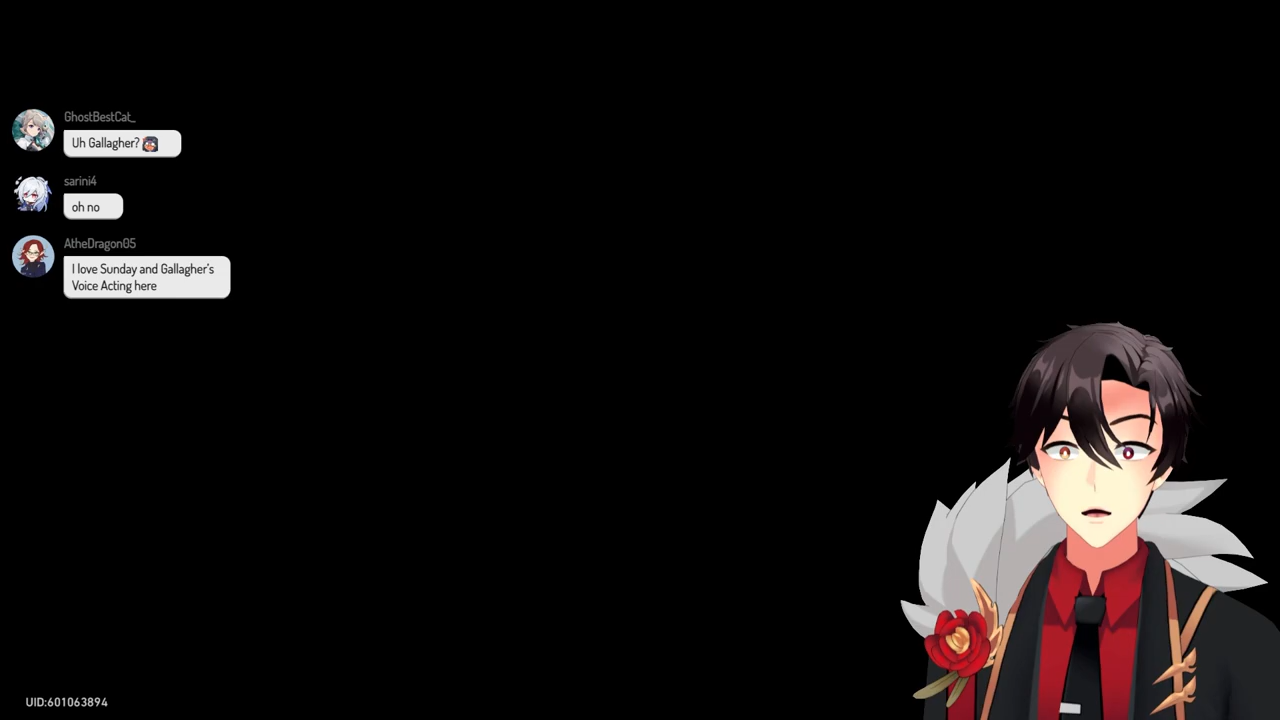 GhostBestCat_
Uh Gallagher?
sarini4
oh no
AtheDragon05
I love Sunday and Gallagher's
Voice Acting here
UID:601063894